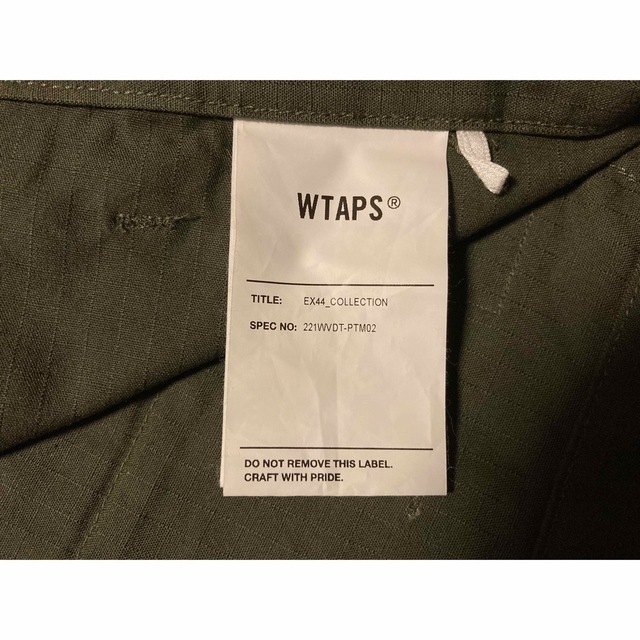 WTAPS®
TITLE: EX44_COLLECTION
SPEC NO: 221WVDT-PTM02
DO NOT REMOVE THIS LABEL.
CRAFT WITH PRIDE.